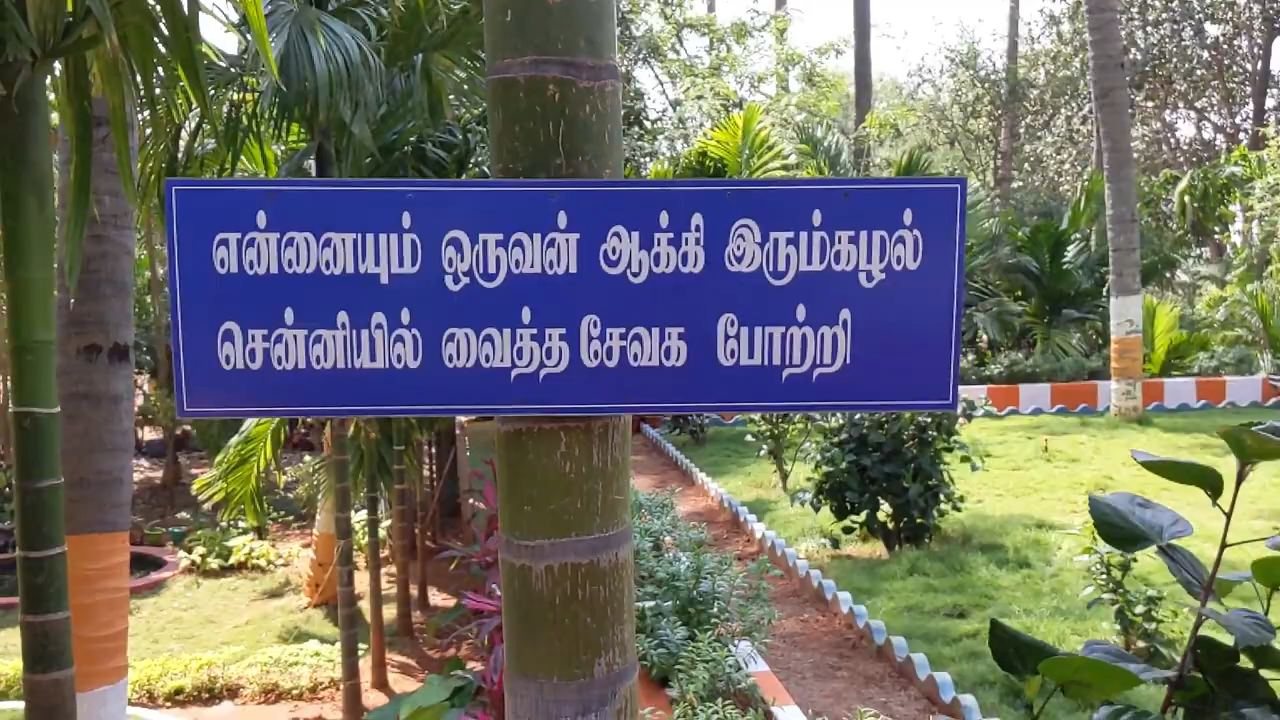 என்னையும் ஒருவன் ஆக்கி இரும்கழல்
சென்னியில் வைத்த சேவக போற்றி